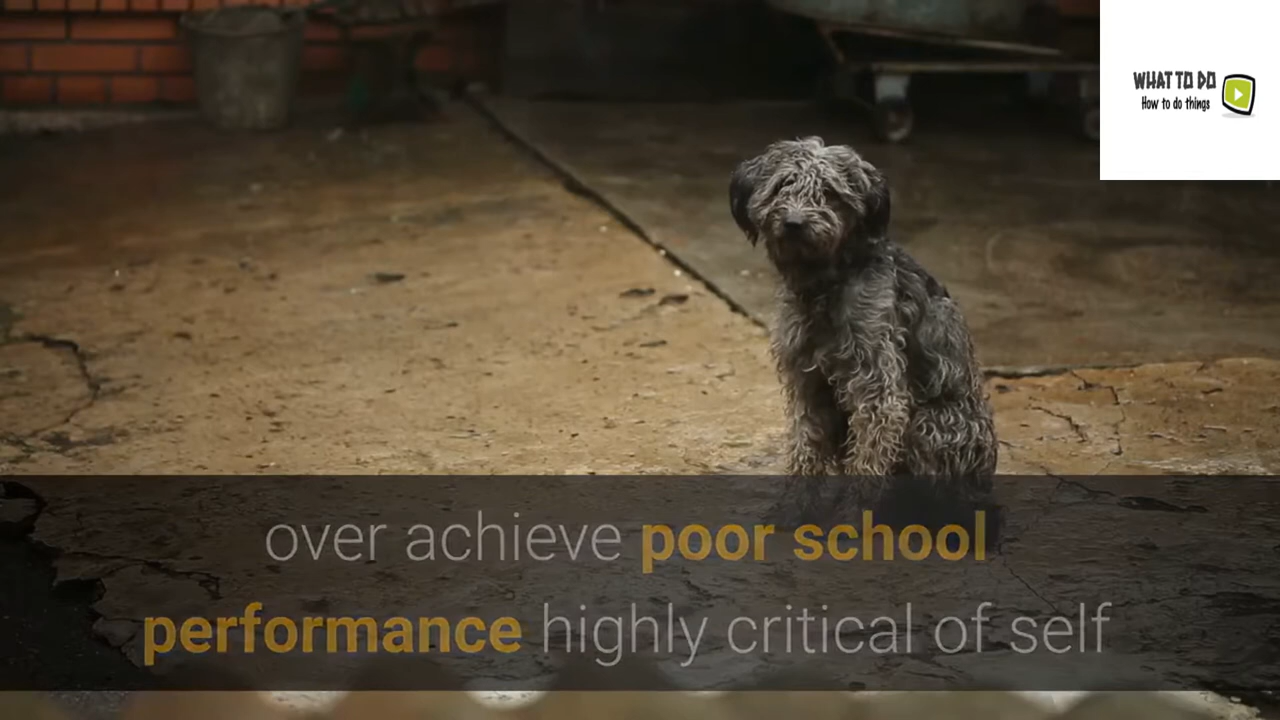 WHAT TO DO
How to do things
over achieve poor school
performance highly critical of self